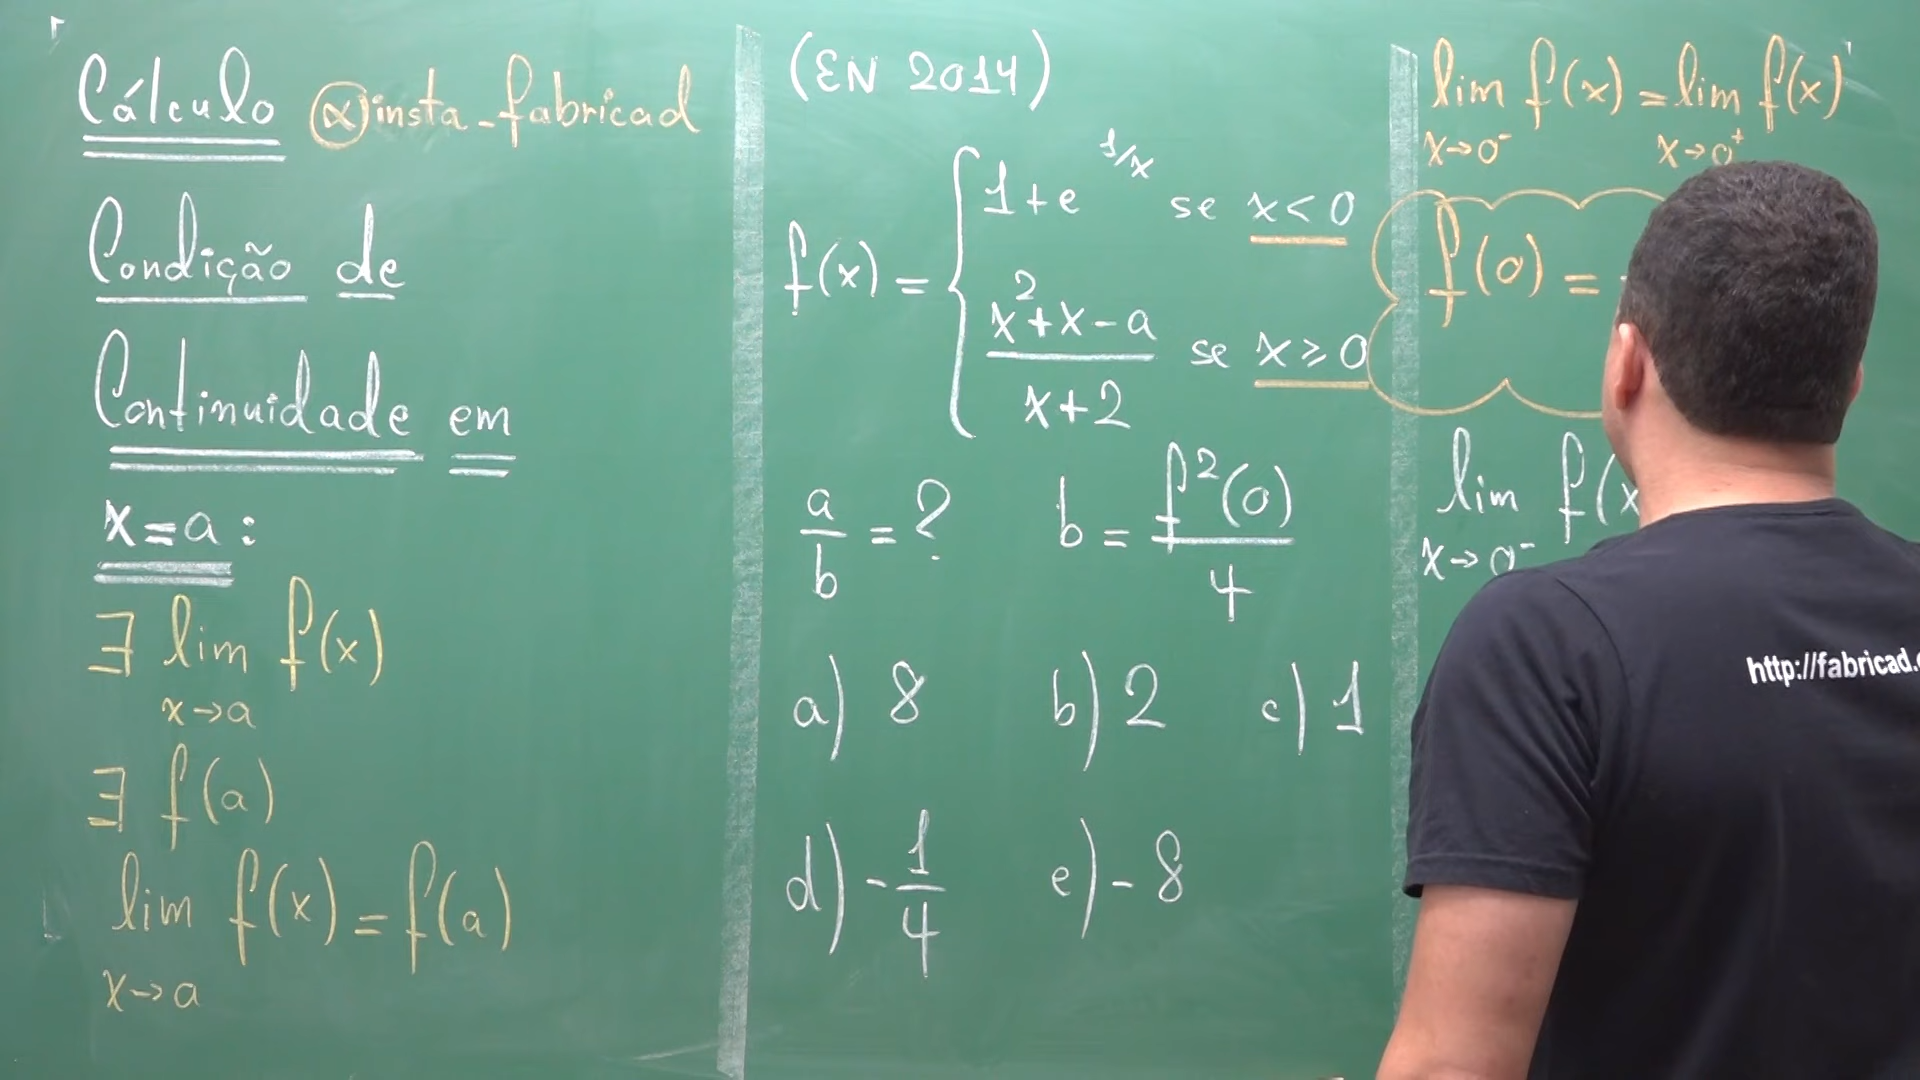 Cálculo @insta_fabricad
Condição de
Continuidade em
x = a :
∃ lim f(x)
x→a
∃ f(a)
lim f(x) = f(a)
x→a
(EN 2014)
f(x) = { 1 + e^{1/x} se x < 0
x² + x - a / x + 2 se x ≥ 0
a/b = ? b = f²(0)/4
a) 8 b) 2 c) 1
d) -1/4 e) -8
lim f(x) = lim f(x)
x→0⁻ x→0⁺
f(0) =
lim f(x
x→0⁻
http://fabricad.